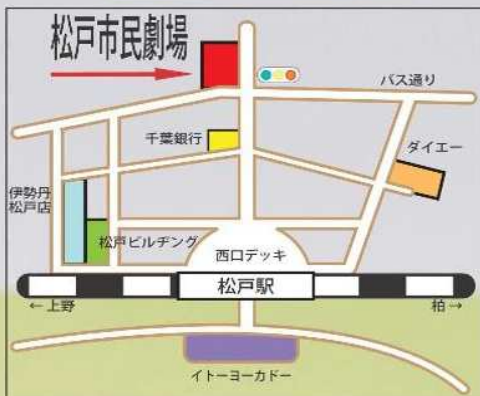 松戸市民劇場
バス通り
千葉銀行
ダイエー
伊勢丹
松戸店
松戸ビルヂング
西口デッキ
松戸駅
← 上野
柏 →
イトーヨーカドー